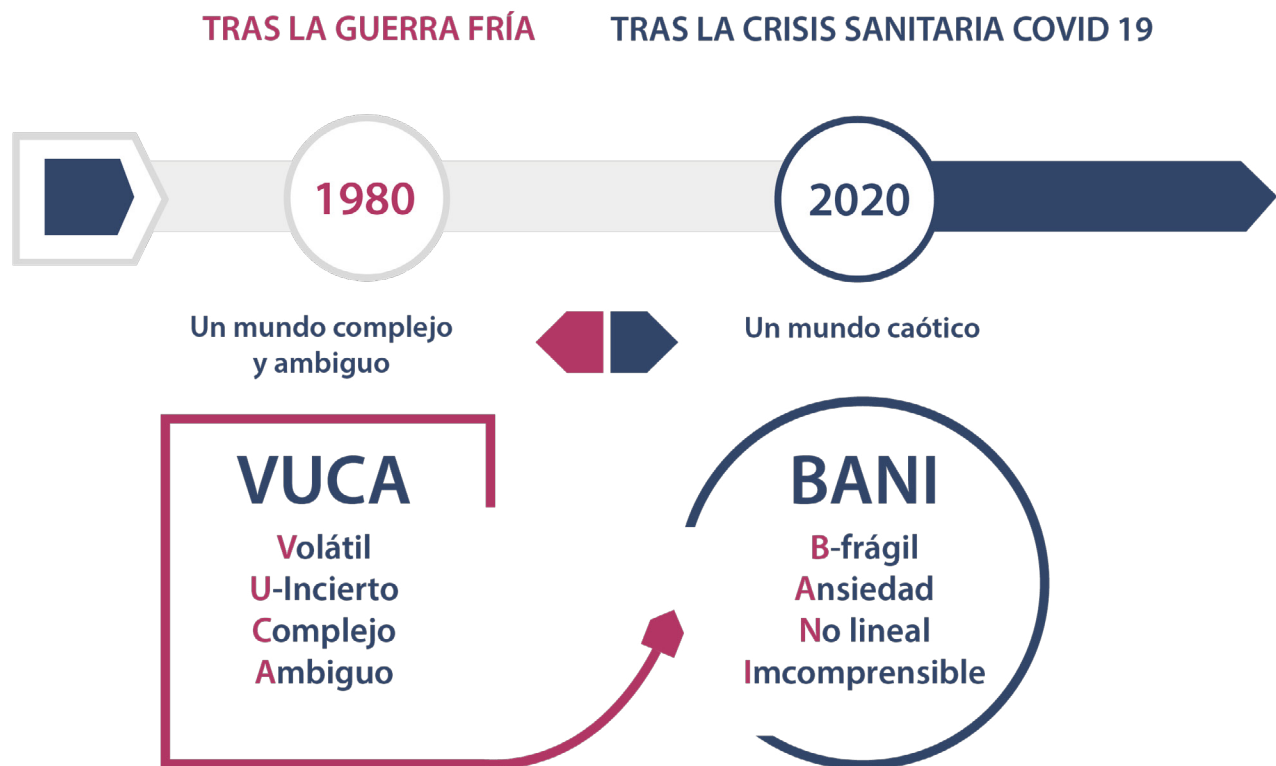 TRAS LA GUERRA FRÍA
TRAS LA CRISIS SANITARIA COVID 19
1980
2020
Un mundo complejo
y ambiguo
Un mundo caótico
VUCA
Volátil
U-Incierto
Complejo
Ambiguo
BANI
B-frágil
Ansiedad
No lineal
Imcomprensible